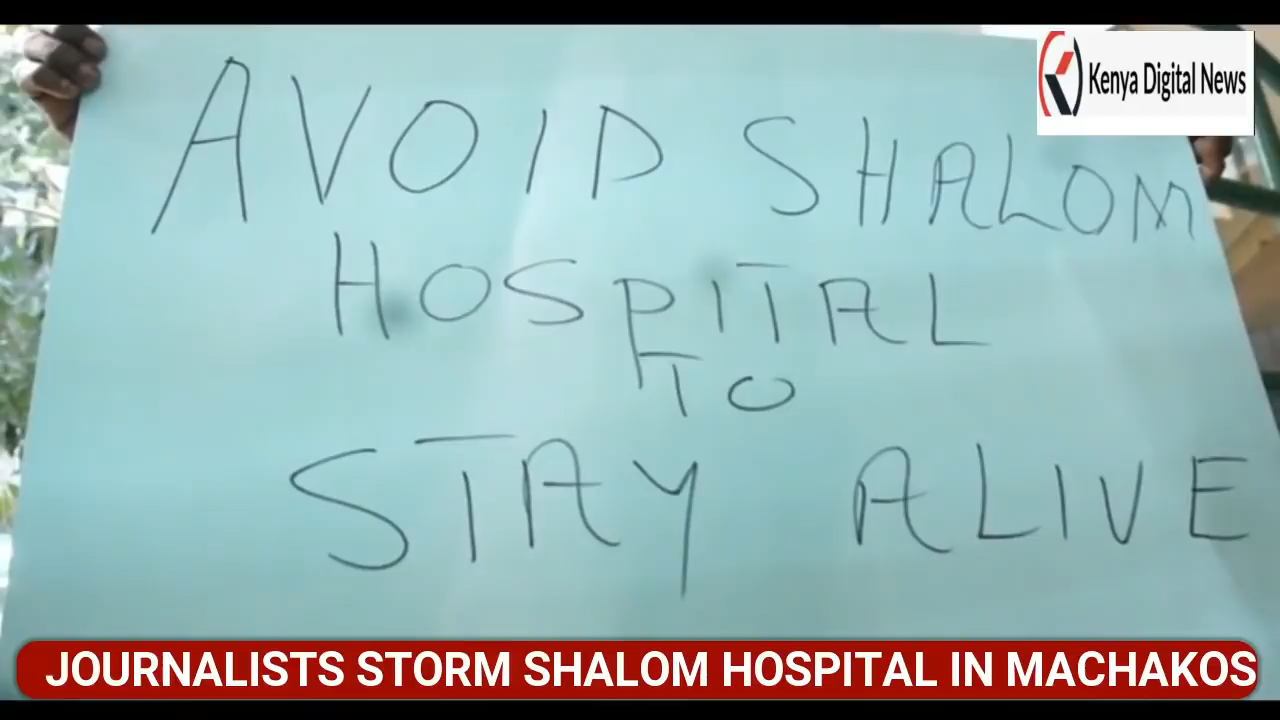 Kenya Digital News
AVOID SHALOM
HOSPITAL
TO
STAY ALIVE
JOURNALISTS STORM SHALOM HOSPITAL IN MACHAKOS